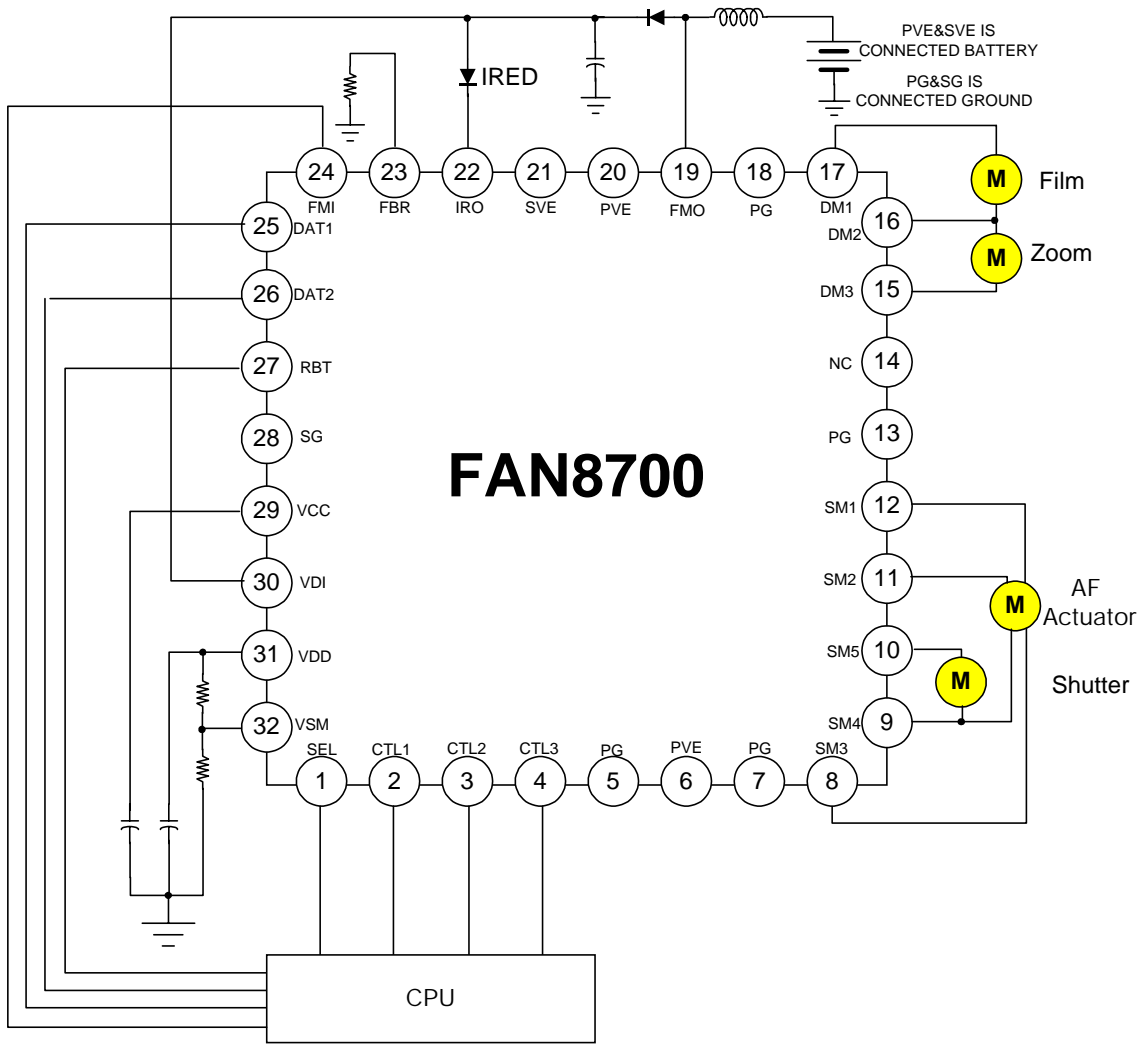 PVE&SVE IS
CONNECTED BATTERY
IRED
PG&SG IS
CONNECTED GROUND
24 23 22 21 20 19 18 17
FMI FBR IRO SVE PVE FMO PG DM1
M Film
25 DAT1
DM2 16
M Zoom
26 DAT2
DM3 15
27 RBT
NC 14
28 SG
PG 13
FAN8700
29 VCC
SM1 12
30 VDI
SM2 11
M AF
Actuator
31 VDD
SM5 10
M Shutter
32 VSM
SM4 9
SEL CTL1 CTL2 CTL3 PG PVE PG SM3
1 2 3 4 5 6 7 8
CPU